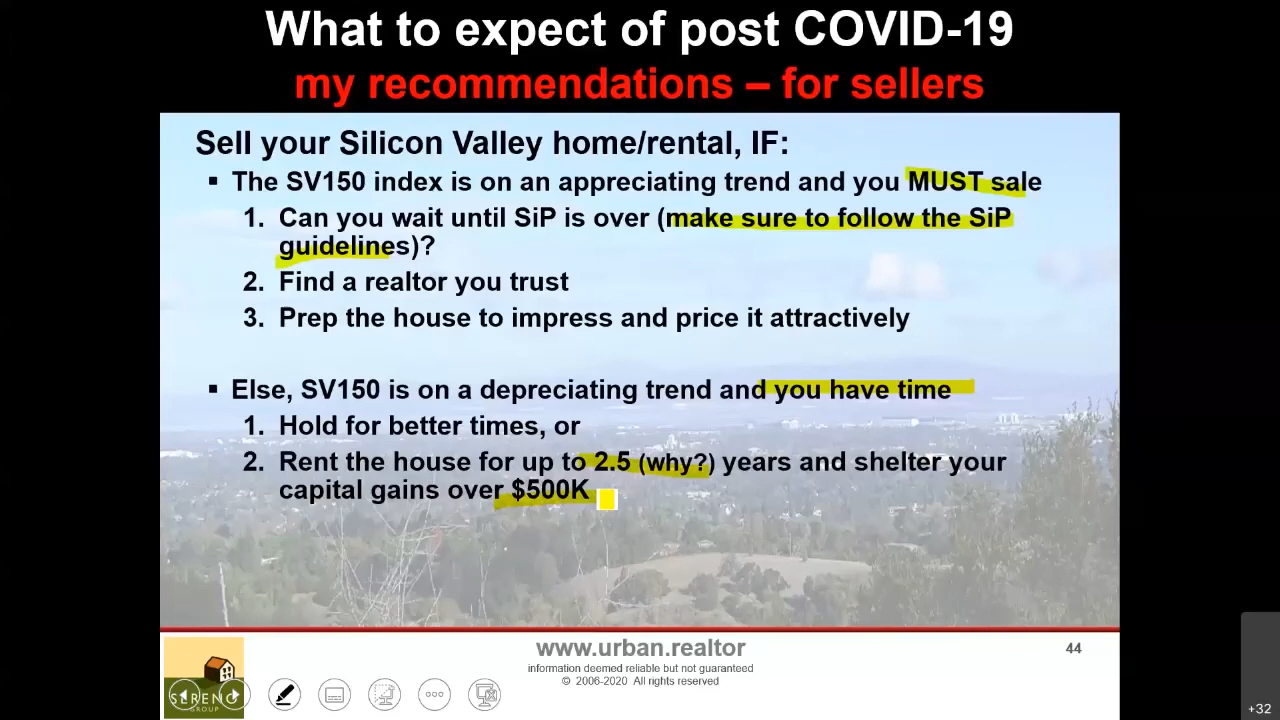 What to expect of post COVID-19
my recommendations – for sellers
Sell your Silicon Valley home/rental, IF:
▪ The SV150 index is on an appreciating trend and you MUST sale
1. Can you wait until SiP is over (make sure to follow the SiP
guidelines)?
2. Find a realtor you trust
3. Prep the house to impress and price it attractively
▪ Else, SV150 is on a depreciating trend and you have time
1. Hold for better times, or
2. Rent the house for up to 2.5 (why?) years and shelter your
capital gains over $500K
www.urban.realtor
44
information deemed reliable but not guaranteed
© 2006-2020 All rights reserved
SERENO
GROUP
+32